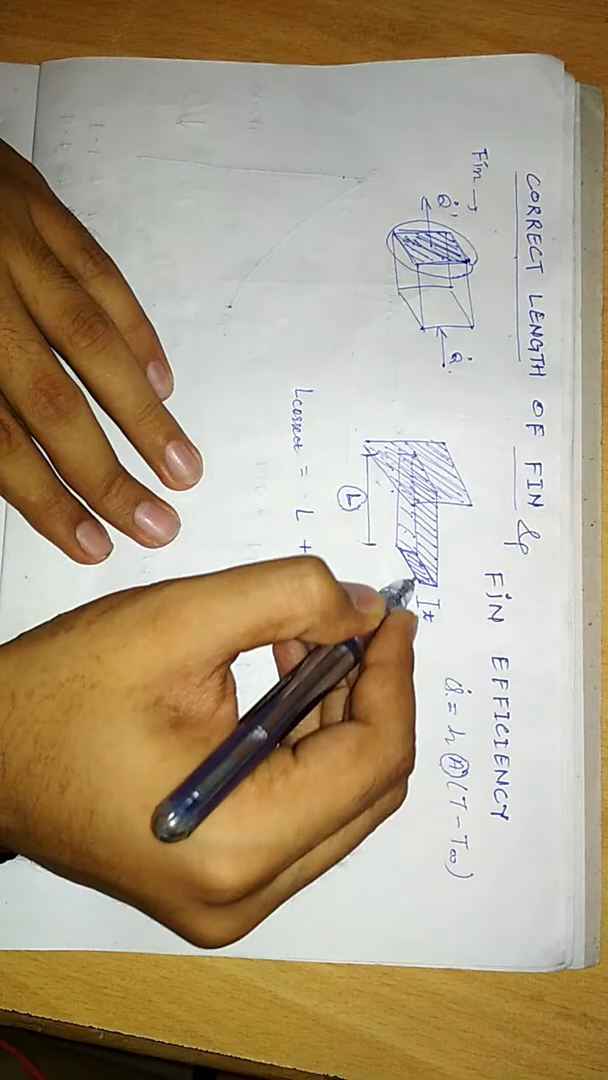 CORRECT LENGTH OF FIN &
FIN EFFICIENCY
Fin →
Q̇'
Q̇.
Q̇ = h(A)(T - T∞)
t
L
Lcorrect = L +